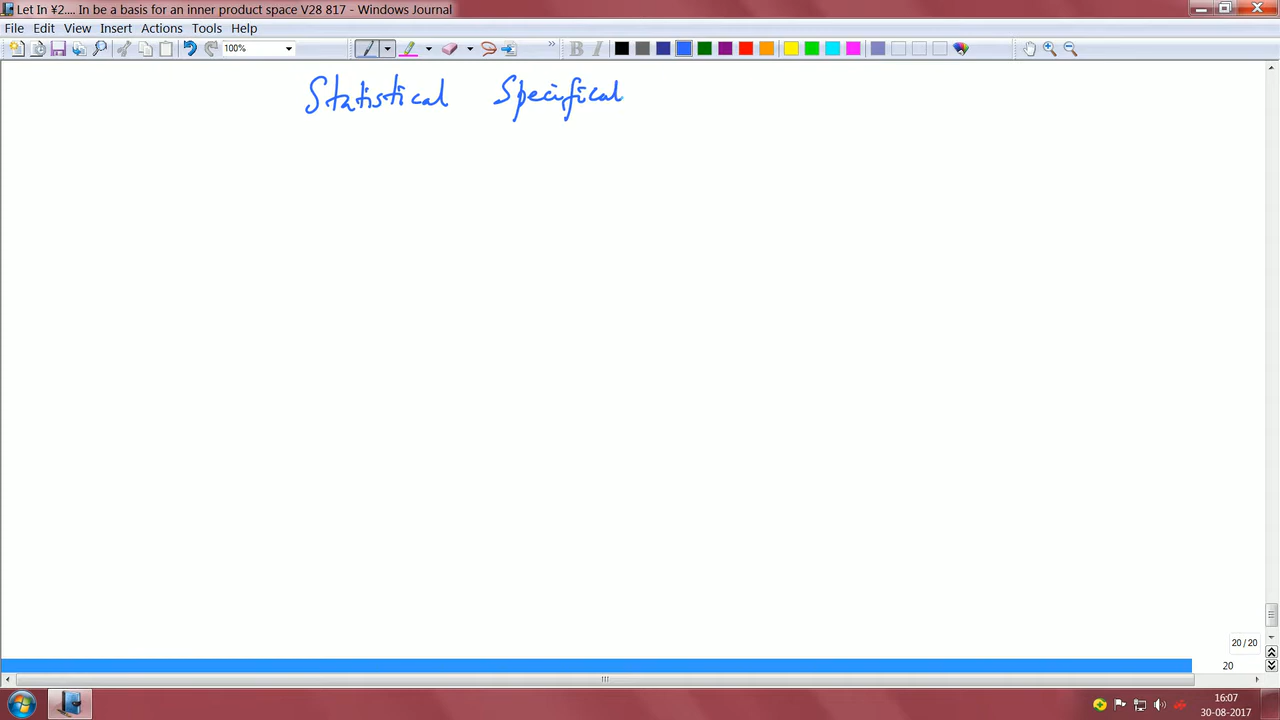 Let In ¥2.... In be a basis for an inner product space V28 817 - Windows Journal
File Edit View Insert Actions Tools Help
100%
B I
Statistical Specifical
20 / 20
20
16:07
30-08-2017